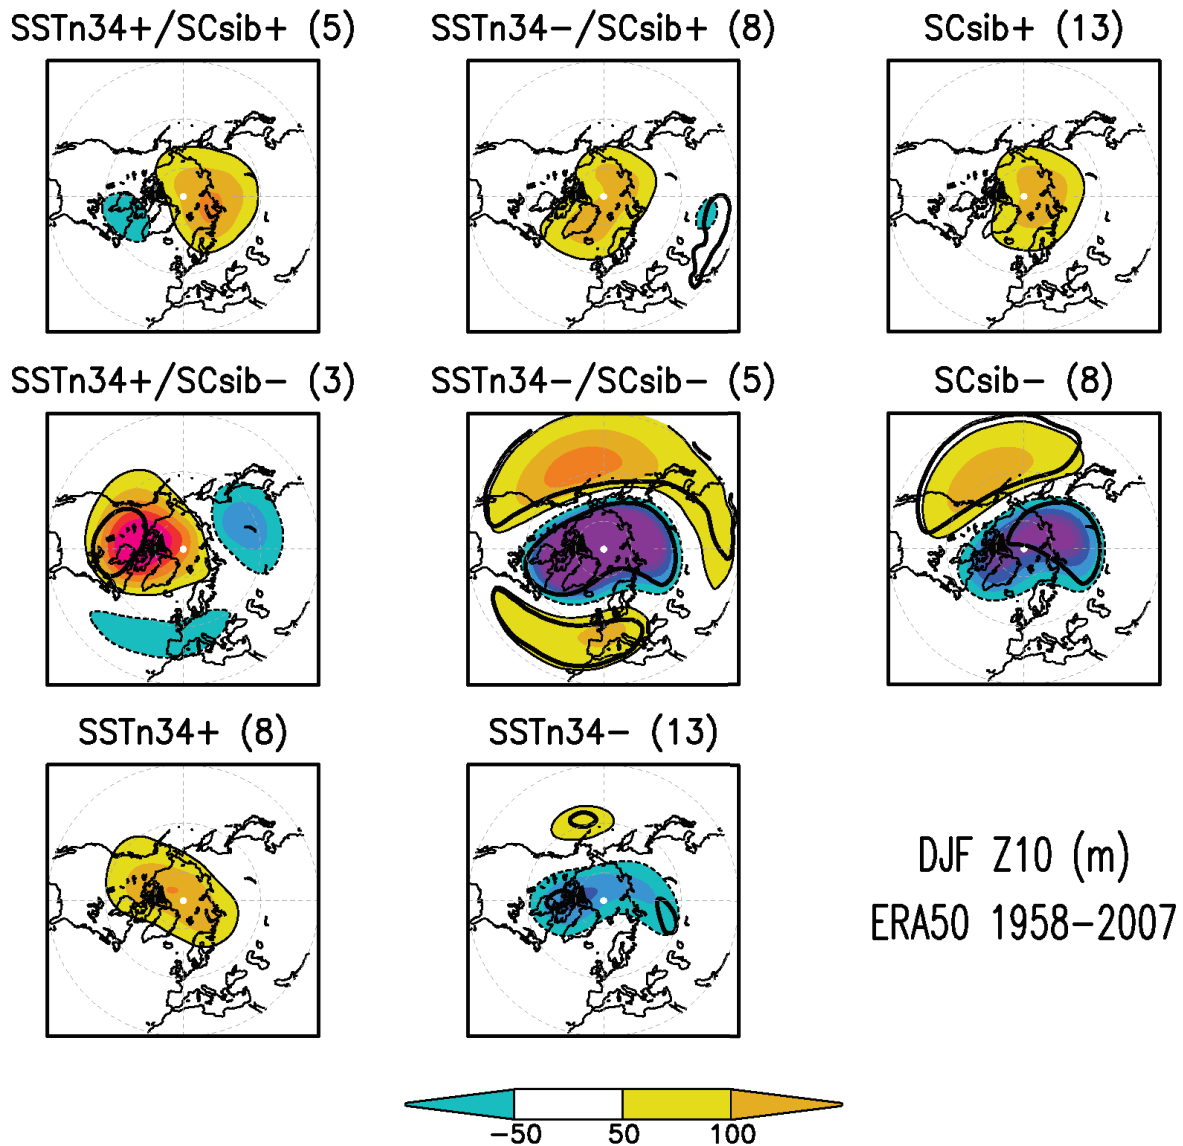 SSTn34+/SCsib+ (5)
SSTn34−/SCsib+ (8)
SCsib+ (13)
SSTn34+/SCsib− (3)
SSTn34−/SCsib− (5)
SCsib− (8)
SSTn34+ (8)
SSTn34− (13)
DJF Z10 (m)
ERA50 1958−2007
−50 50 100